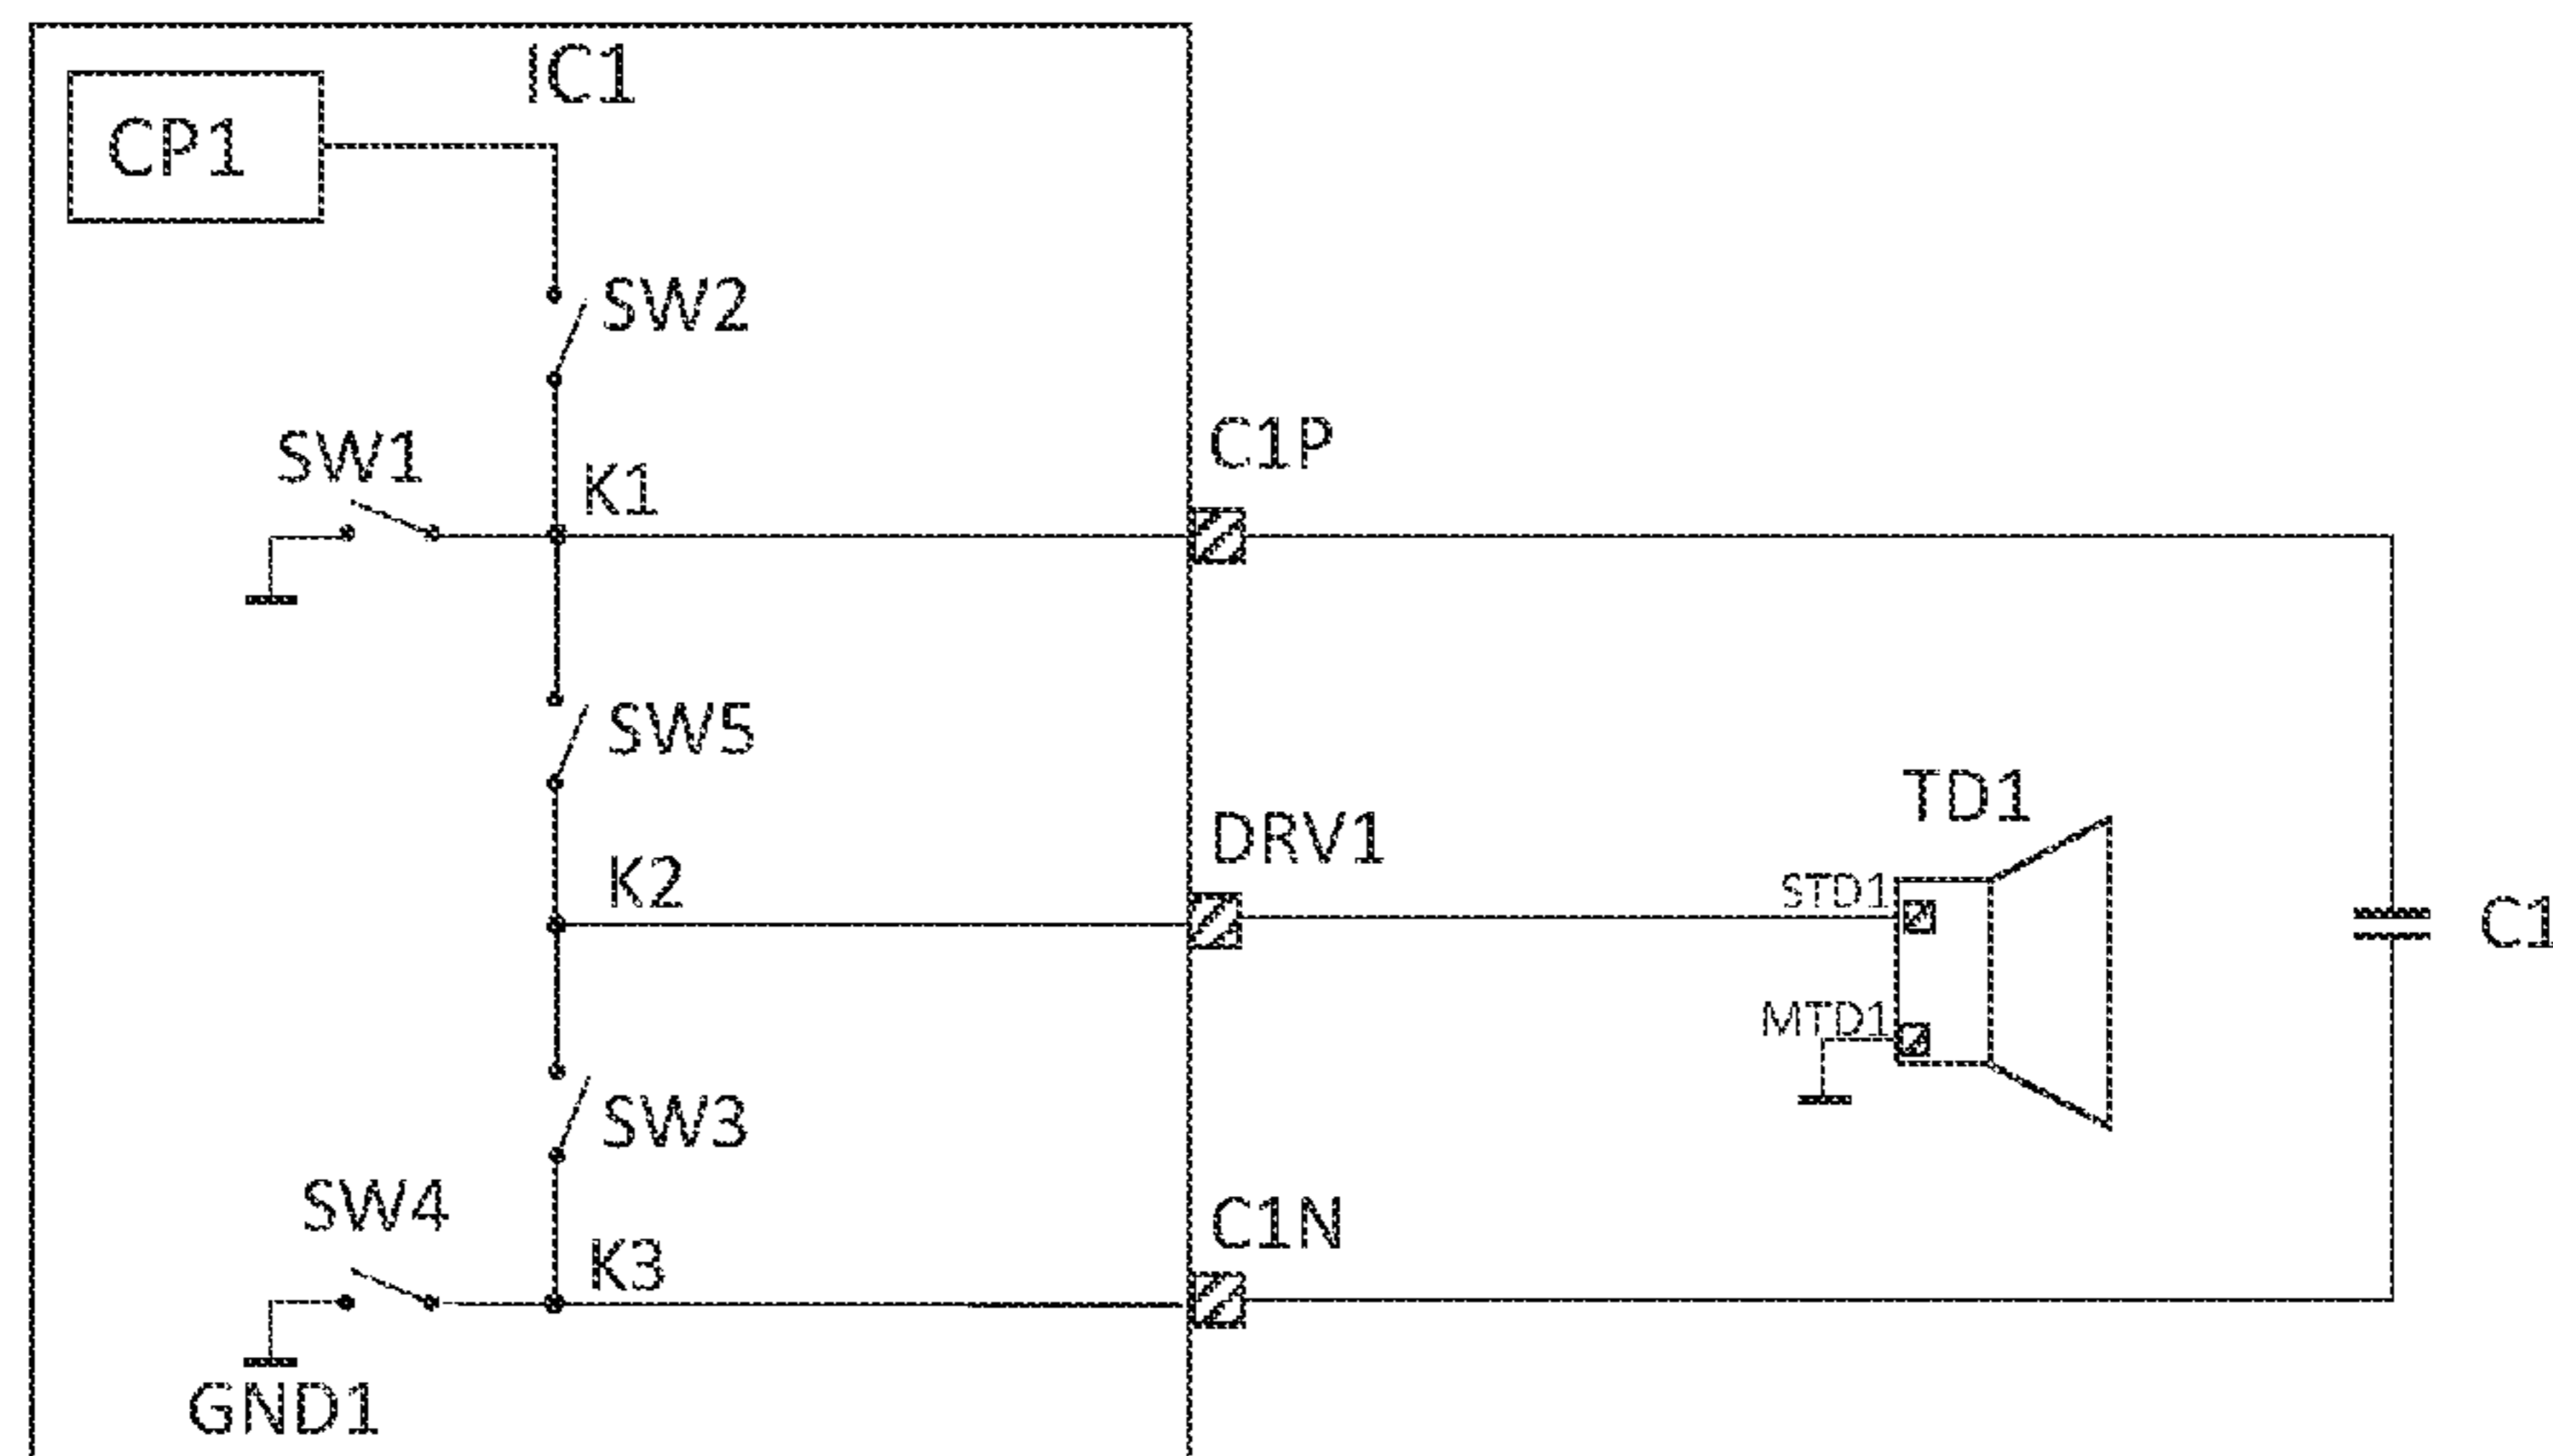 IC1
CP1
SW2
C1P
SW1
K1
SW5
TD1
DRV1
K2
STD1
C1
MTD1
SW3
SW4
C1N
K3
GND1